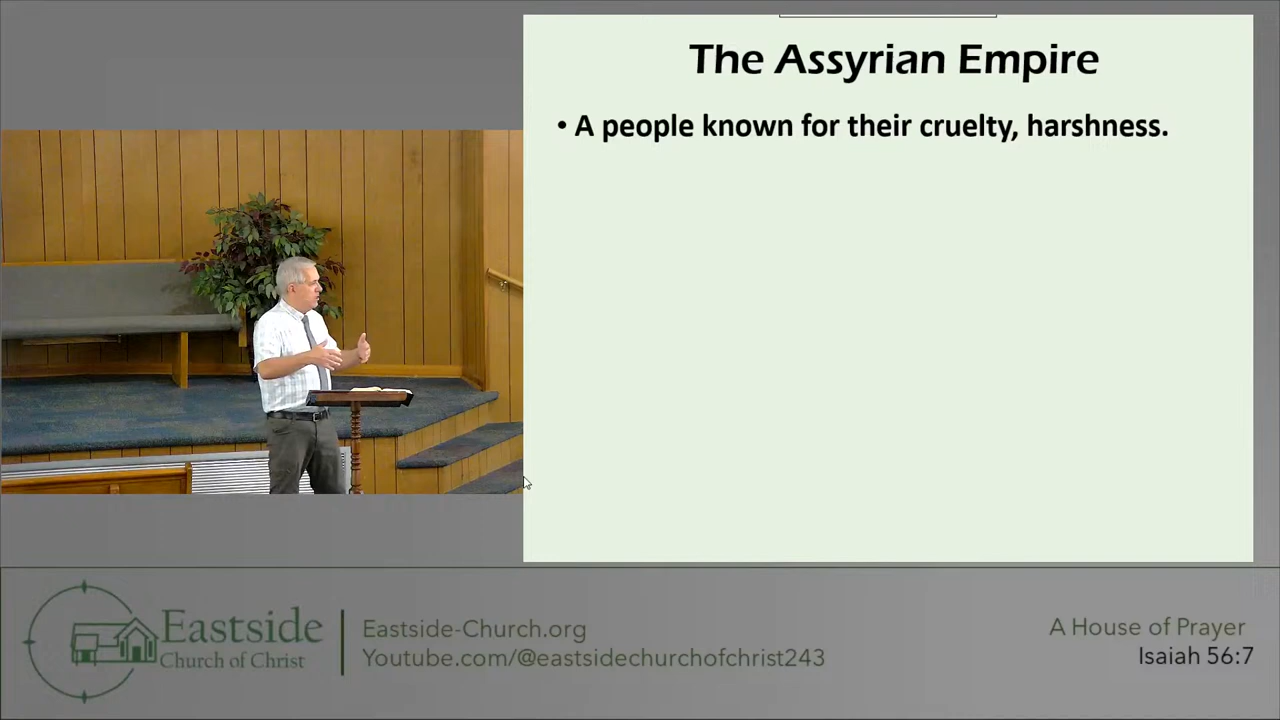 The Assyrian Empire
• A people known for their cruelty, harshness.
Eastside
Church of Christ
Eastside-Church.org
Youtube.com/@eastsidechurchofchrist243
A House of Prayer
Isaiah 56:7